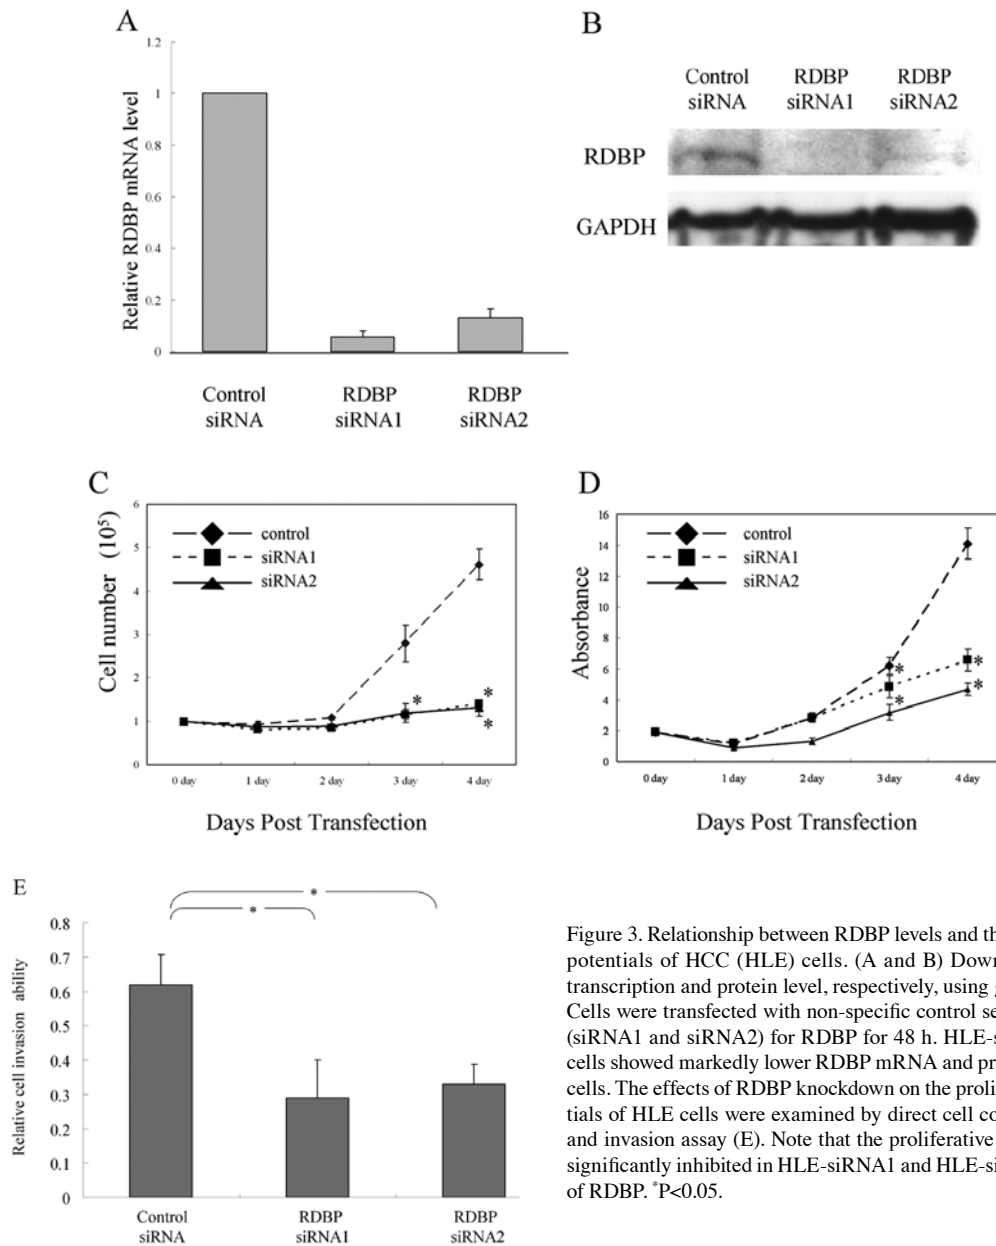 A
1.2
1
0.8
0.6
0.4
0.2
0
Relative RDBP mRNA level
Control siRNA
RDBP siRNA1
RDBP siRNA2
B
Control siRNA
RDBP siRNA1
RDBP siRNA2
RDBP
GAPDH
C
6
5
4
3
2
1
0
Cell number (10⁵)
control
siRNA1
siRNA2
*
*
*
0 day
1 day
2 day
3 day
4 day
Days Post Transfection
D
16
14
12
10
8
6
4
2
0
Absorbance
control
siRNA1
siRNA2
*
*
*
*
0 day
1 day
2 day
3 day
4 day
Days Post Transfection
E
*
*
0.8
0.7
0.6
0.5
0.4
0.3
0.2
0.1
0
Relative cell invasion ability
Control siRNA
RDBP siRNA1
RDBP siRNA2
Figure 3. Relationship between RDBP levels and th
potentials of HCC (HLE) cells. (A and B) Down
transcription and protein level, respectively, using
Cells were transfected with non-specific control se
(siRNA1 and siRNA2) for RDBP for 48 h. HLE-s
cells showed markedly lower RDBP mRNA and pr
cells. The effects of RDBP knockdown on the proli
tials of HLE cells were examined by direct cell co
and invasion assay (E). Note that the proliferative
significantly inhibited in HLE-siRNA1 and HLE-si
of RDBP. *P<0.05.